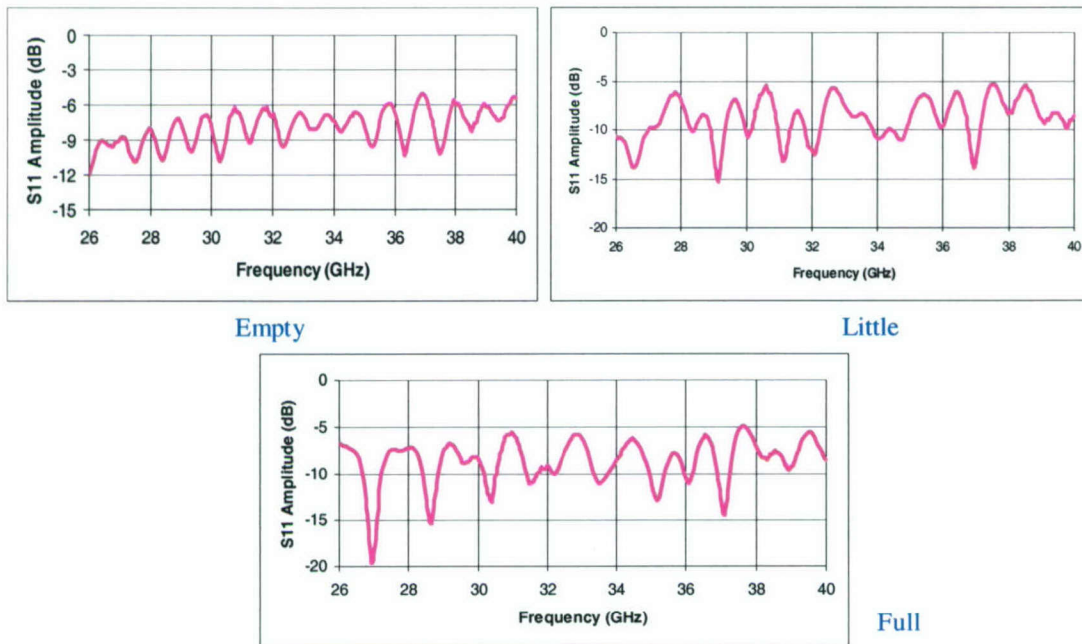 S11 Amplitude (dB)
0
-3
-6
-9
-12
-15
26 28 30 32 34 36 38 40
Frequency (GHz)
Empty
S11 Amplitude (dB)
0
-5
-10
-15
-20
26 28 30 32 34 36 38 40
Frequency (GHz)
Little
S11 Amplitude (dB)
0
-5
-10
-15
-20
26 28 30 32 34 36 38 40
Frequency (GHz)
Full